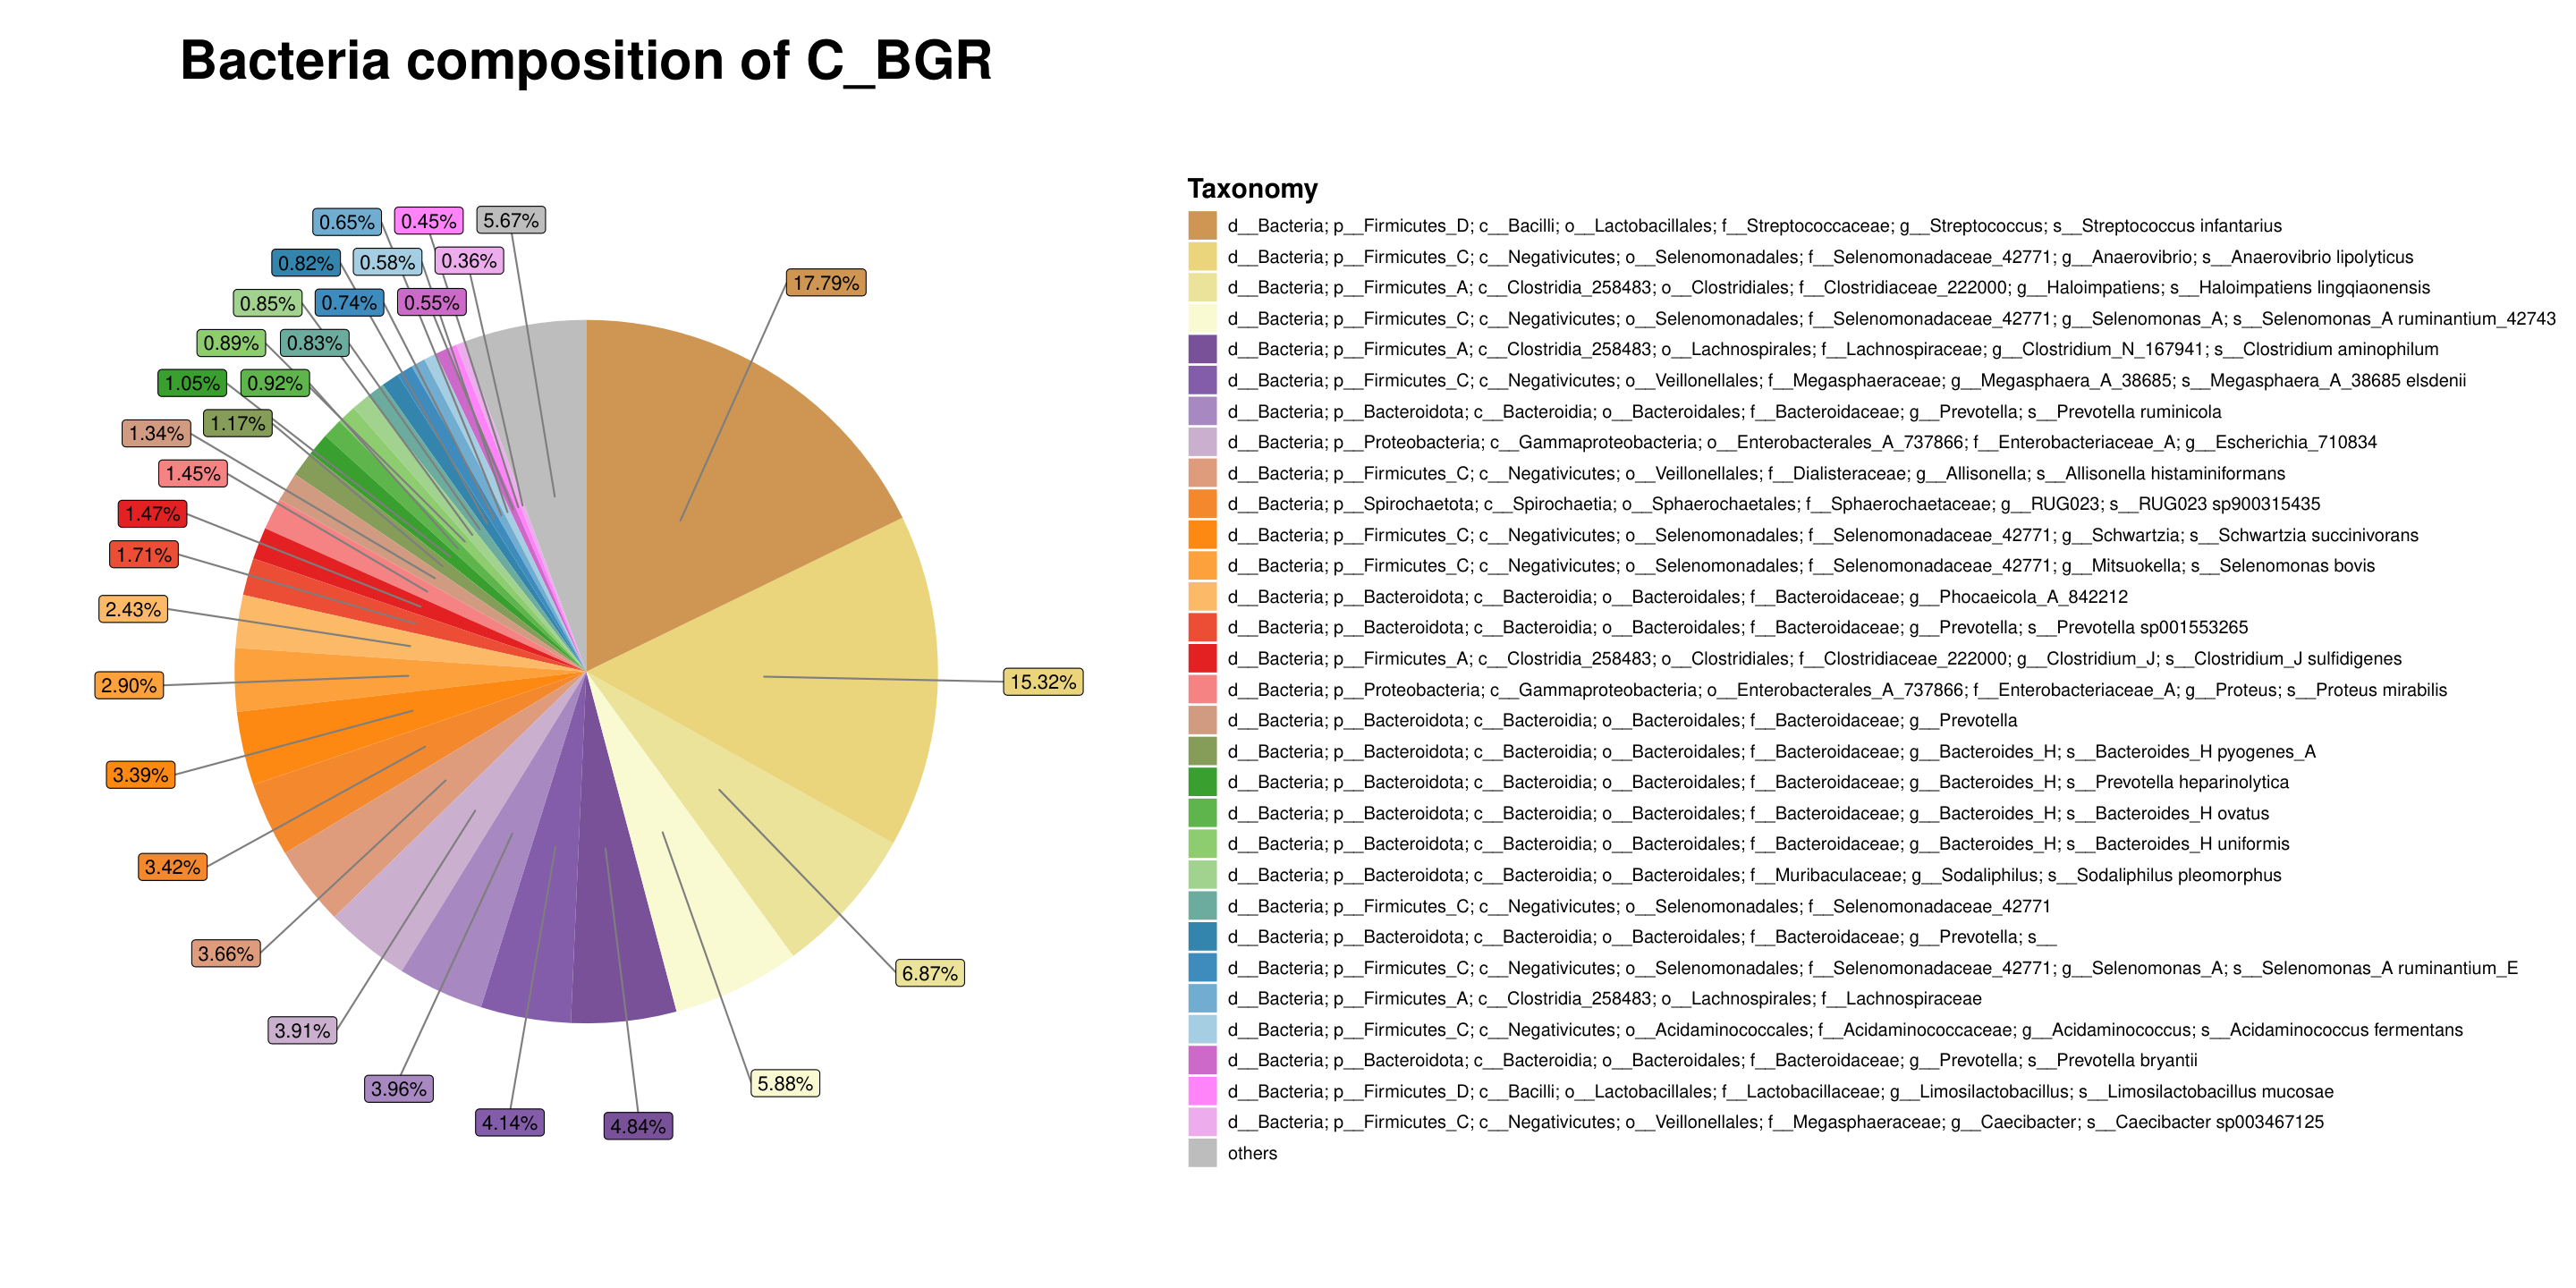 Bacteria composition of C_BGR
0.65%
0.45%
5.67%
0.82%
0.58%
0.36%
17.79%
0.85%
0.74%
0.55%
0.89%
0.83%
1.05%
0.92%
1.34%
1.17%
1.45%
1.47%
1.71%
2.43%
2.90%
15.32%
3.39%
3.42%
3.66%
6.87%
3.91%
3.96%
5.88%
4.14%
4.84%
Taxonomy
d__Bacteria; p__Firmicutes_D; c__Bacilli; o__Lactobacillales; f__Streptococcaceae; g__Streptococcus; s__Streptococcus infantarius
d__Bacteria; p__Firmicutes_C; c__Negativicutes; o__Selenomonadales; f__Selenomonadaceae_42771; g__Anaerovibrio; s__Anaerovibrio lipolyticus
d__Bacteria; p__Firmicutes_A; c__Clostridia_258483; o__Clostridiales; f__Clostridiaceae_222000; g__Haloimpatiens; s__Haloimpatiens lingqiaonensis
d__Bacteria; p__Firmicutes_C; c__Negativicutes; o__Selenomonadales; f__Selenomonadaceae_42771; g__Selenomonas_A; s__Selenomonas_A ruminantium_42743
d__Bacteria; p__Firmicutes_A; c__Clostridia_258483; o__Lachnospirales; f__Lachnospiraceae; g__Clostridium_N_167941; s__Clostridium aminophilum
d__Bacteria; p__Firmicutes_C; c__Negativicutes; o__Veillonellales; f__Megasphaeraceae; g__Megasphaera_A_38685; s__Megasphaera_A_38685 elsdenii
d__Bacteria; p__Bacteroidota; c__Bacteroidia; o__Bacteroidales; f__Bacteroidaceae; g__Prevotella; s__Prevotella ruminicola
d__Bacteria; p__Proteobacteria; c__Gammaproteobacteria; o__Enterobacterales_A_737866; f__Enterobacteriaceae_A; g__Escherichia_710834
d__Bacteria; p__Firmicutes_C; c__Negativicutes; o__Veillonellales; f__Dialisteraceae; g__Allisonella; s__Allisonella histaminiformans
d__Bacteria; p__Spirochaetota; c__Spirochaetia; o__Sphaerochaetales; f__Sphaerochaetaceae; g__RUG023; s__RUG023 sp900315435
d__Bacteria; p__Firmicutes_C; c__Negativicutes; o__Selenomonadales; f__Selenomonadaceae_42771; g__Schwartzia; s__Schwartzia succinivorans
d__Bacteria; p__Firmicutes_C; c__Negativicutes; o__Selenomonadales; f__Selenomonadaceae_42771; g__Mitsuokella; s__Selenomonas bovis
d__Bacteria; p__Bacteroidota; c__Bacteroidia; o__Bacteroidales; f__Bacteroidaceae; g__Phocaeicola_A_842212
d__Bacteria; p__Bacteroidota; c__Bacteroidia; o__Bacteroidales; f__Bacteroidaceae; g__Prevotella; s__Prevotella sp001553265
d__Bacteria; p__Firmicutes_A; c__Clostridia_258483; o__Clostridiales; f__Clostridiaceae_222000; g__Clostridium_J; s__Clostridium_J sulfidigenes
d__Bacteria; p__Proteobacteria; c__Gammaproteobacteria; o__Enterobacterales_A_737866; f__Enterobacteriaceae_A; g__Proteus; s__Proteus mirabilis
d__Bacteria; p__Bacteroidota; c__Bacteroidia; o__Bacteroidales; f__Bacteroidaceae; g__Prevotella
d__Bacteria; p__Bacteroidota; c__Bacteroidia; o__Bacteroidales; f__Bacteroidaceae; g__Bacteroides_H; s__Bacteroides_H pyogenes_A
d__Bacteria; p__Bacteroidota; c__Bacteroidia; o__Bacteroidales; f__Bacteroidaceae; g__Bacteroides_H; s__Prevotella heparinolytica
d__Bacteria; p__Bacteroidota; c__Bacteroidia; o__Bacteroidales; f__Bacteroidaceae; g__Bacteroides_H; s__Bacteroides_H ovatus
d__Bacteria; p__Bacteroidota; c__Bacteroidia; o__Bacteroidales; f__Bacteroidaceae; g__Bacteroides_H; s__Bacteroides_H uniformis
d__Bacteria; p__Bacteroidota; c__Bacteroidia; o__Bacteroidales; f__Muribaculaceae; g__Sodaliphilus; s__Sodaliphilus pleomorphus
d__Bacteria; p__Firmicutes_C; c__Negativicutes; o__Selenomonadales; f__Selenomonadaceae_42771
d__Bacteria; p__Bacteroidota; c__Bacteroidia; o__Bacteroidales; f__Bacteroidaceae; g__Prevotella; s__
d__Bacteria; p__Firmicutes_C; c__Negativicutes; o__Selenomonadales; f__Selenomonadaceae_42771; g__Selenomonas_A; s__Selenomonas_A ruminantium_E
d__Bacteria; p__Firmicutes_A; c__Clostridia_258483; o__Lachnospirales; f__Lachnospiraceae
d__Bacteria; p__Firmicutes_C; c__Negativicutes; o__Acidaminococcales; f__Acidaminococcaceae; g__Acidaminococcus; s__Acidaminococcus fermentans
d__Bacteria; p__Bacteroidota; c__Bacteroidia; o__Bacteroidales; f__Bacteroidaceae; g__Prevotella; s__Prevotella bryantii
d__Bacteria; p__Firmicutes_D; c__Bacilli; o__Lactobacillales; f__Lactobacillaceae; g__Limosilactobacillus; s__Limosilactobacillus mucosae
d__Bacteria; p__Firmicutes_C; c__Negativicutes; o__Veillonellales; f__Megasphaeraceae; g__Caecibacter; s__Caecibacter sp003467125
others